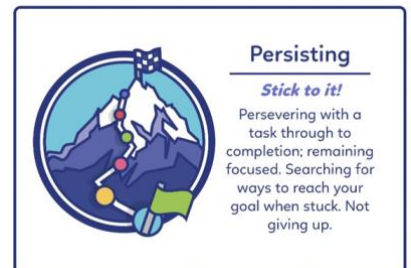 Persisting
Stick to it!
Persevering with a
task through to
completion; remaining
focused. Searching for
ways to reach your
goal when stuck. Not
giving up.